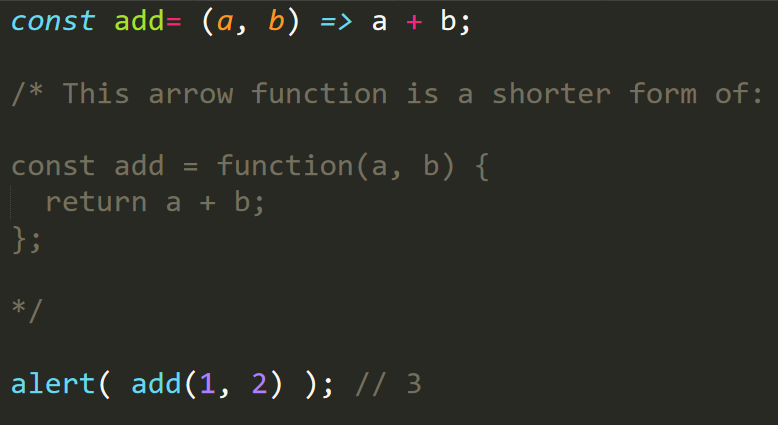 const add= (a, b) => a + b;
/* This arrow function is a shorter form of:
const add = function(a, b) {
  return a + b;
};
*/
alert( add(1, 2) ); // 3